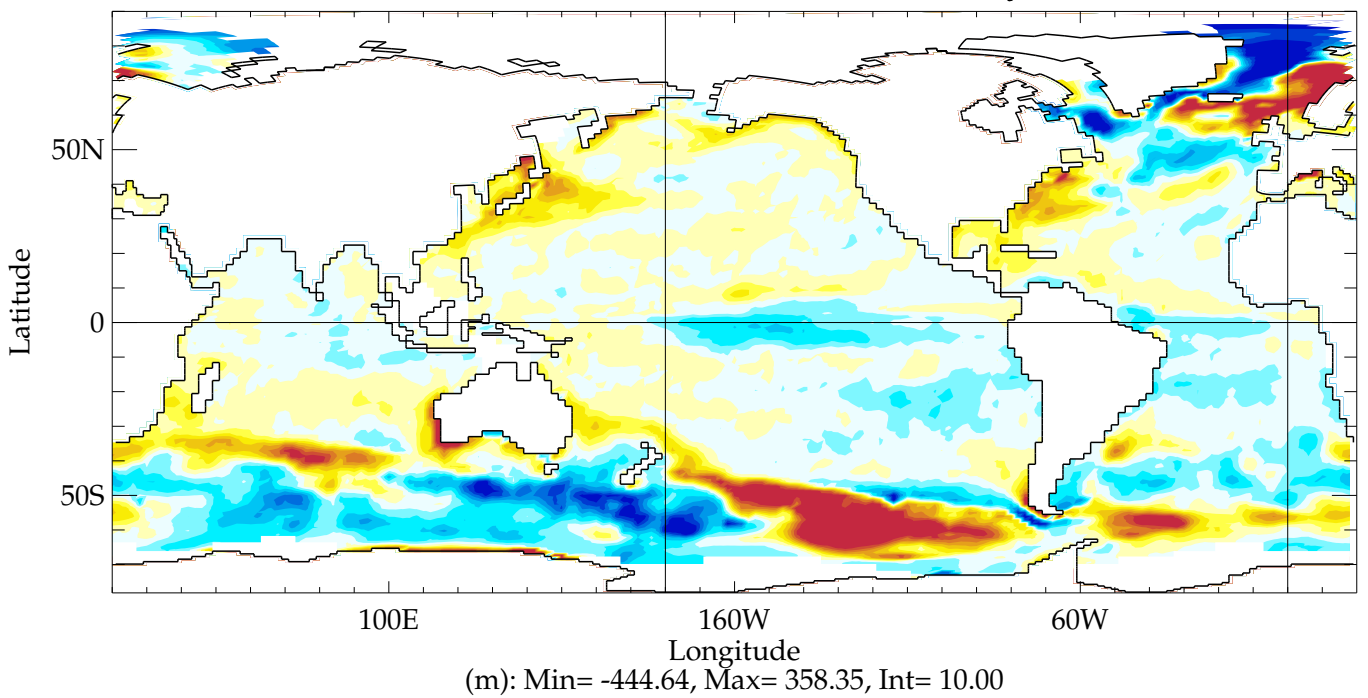 50N
0
50S
Latitude
100E
160W
60W
Longitude
(m): Min= -444.64, Max= 358.35, Int= 10.00